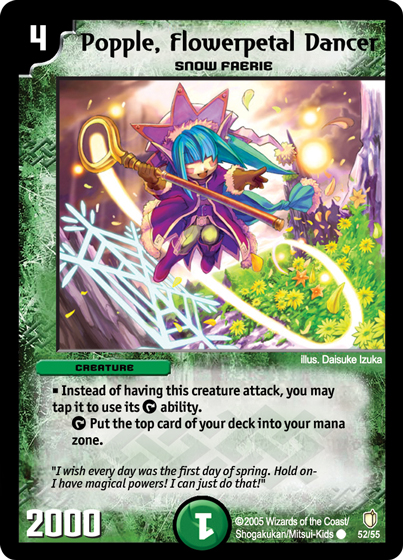 4 Popple, Flowerpetal Dancer
SNOW FAERIE
illus. Daisuke Izuka
CREATURE
▪ Instead of having this creature attack, you may
tap it to use its ability.
Put the top card of your deck into your mana
zone.
"I wish every day was the first day of spring. Hold on-
I have magical powers! I can just do that!"
2000
1
©2005 Wizards of the Coast/
Shogakukan/Mitsui-Kids ● 52/55